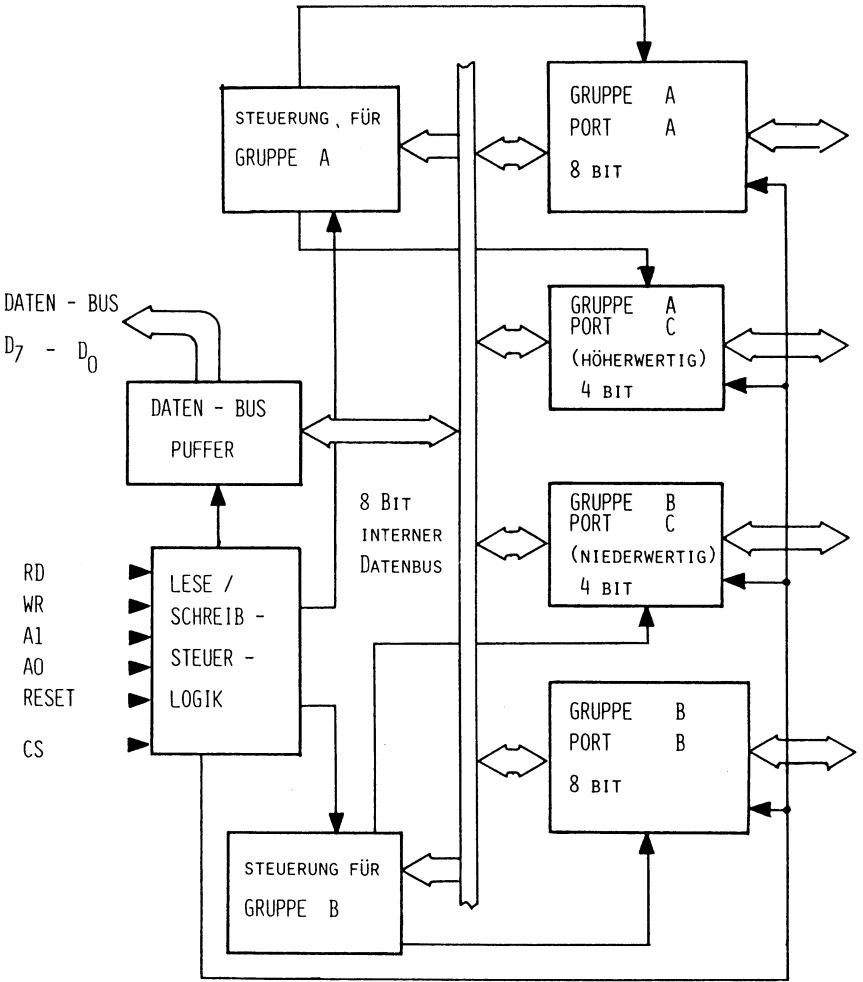 STEUERUNG FÜR
GRUPPE A
GRUPPE A
PORT A
8 BIT
DATEN - BUS
D7 - D0
GRUPPE A
PORT C
(HÖHERWERTIG)
4 BIT
DATEN - BUS
PUFFER
8 BIT
INTERNER
DATENBUS
GRUPPE B
PORT C
(NIEDERWERTIG)
4 BIT
RD
WR
A1
A0
RESET
CS
LESE /
SCHREIB -
STEUER -
LOGIK
GRUPPE B
PORT B
8 BIT
STEUERUNG FÜR
GRUPPE B